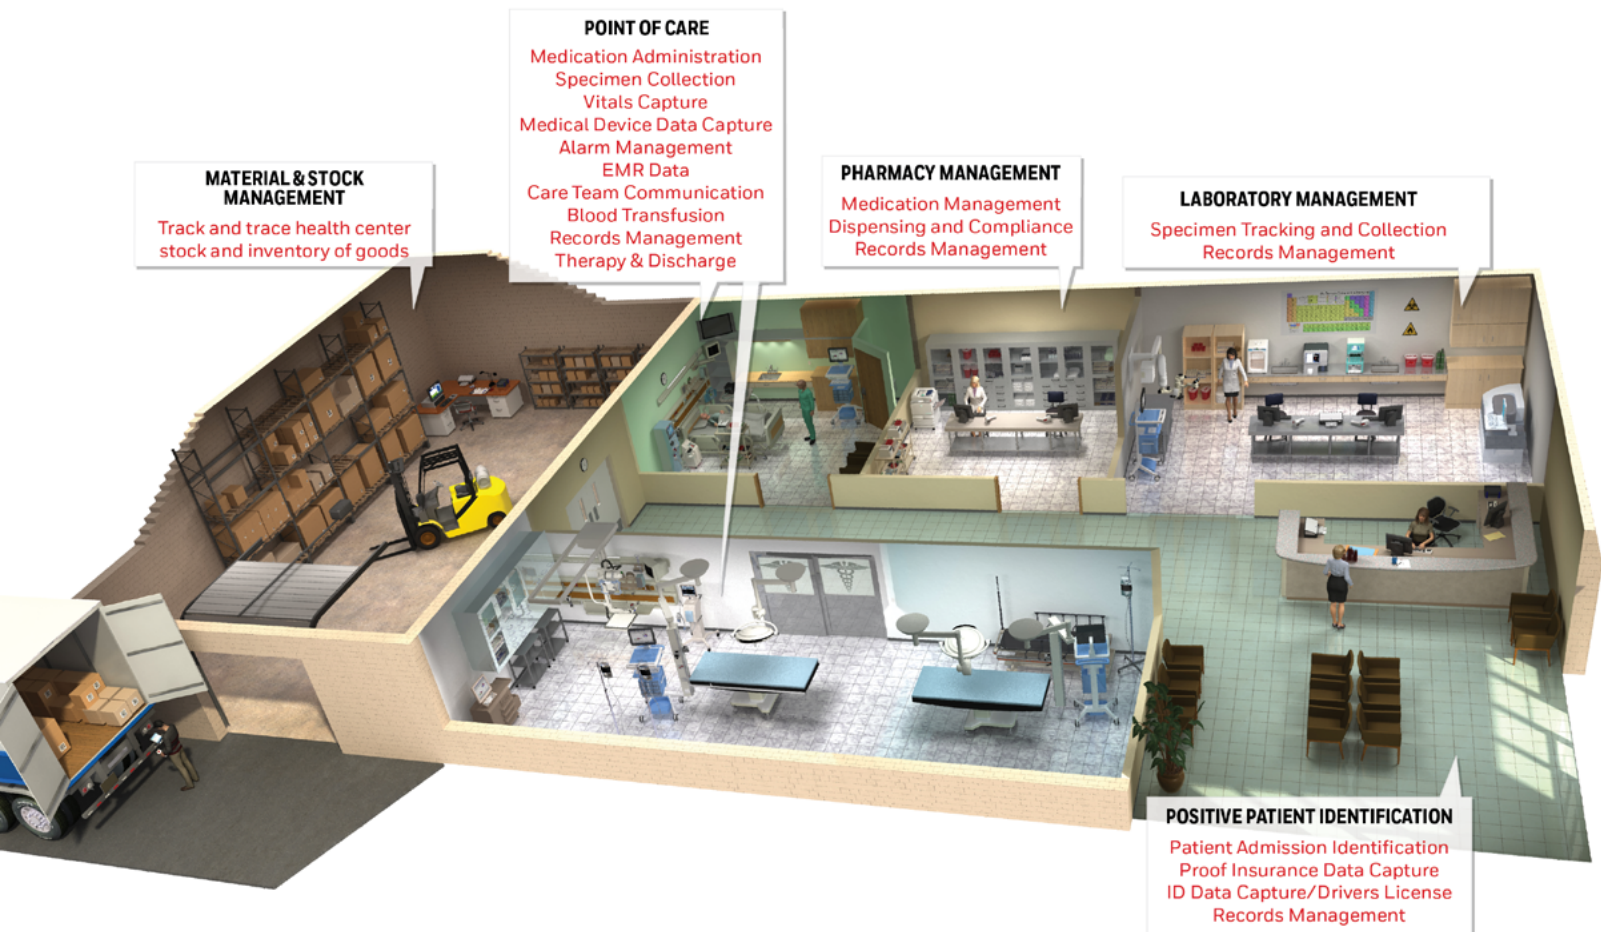 POINT OF CARE
Medication Administration
Specimen Collection
Vitals Capture
Medical Device Data Capture
Alarm Management
EMR Data
Care Team Communication
Blood Transfusion
Records Management
Therapy & Discharge
MATERIAL & STOCK
MANAGEMENT
Track and trace health center
stock and inventory of goods
PHARMACY MANAGEMENT
Medication Management
Dispensing and Compliance
Records Management
LABORATORY MANAGEMENT
Specimen Tracking and Collection
Records Management
POSITIVE PATIENT IDENTIFICATION
Patient Admission Identification
Proof Insurance Data Capture
ID Data Capture/Drivers License
Records Management